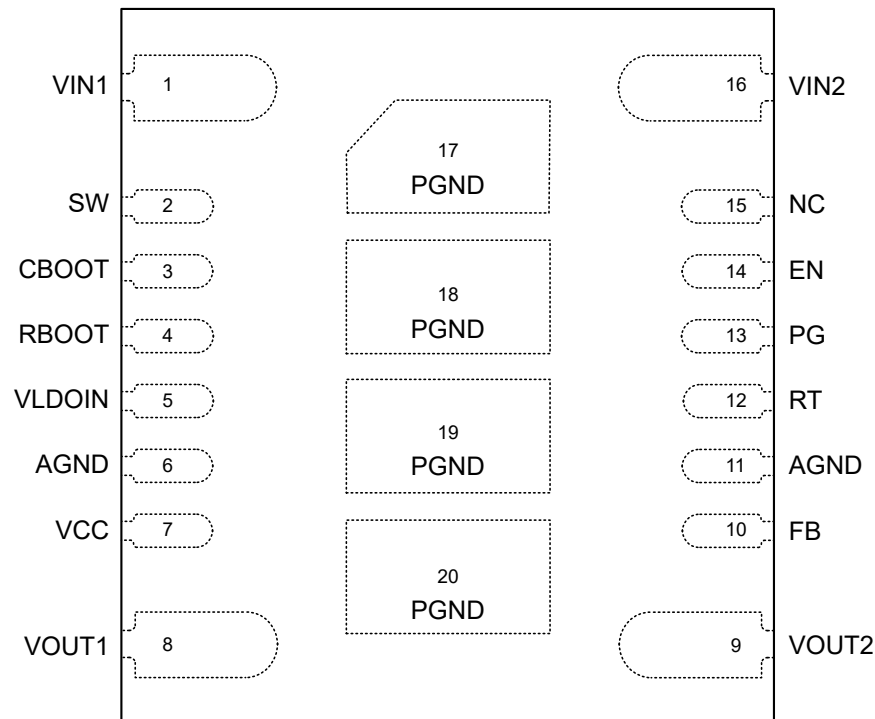 VIN1 1 16 VIN2
17
PGND
SW 2 15 NC
CBOOT 3 14 EN
18
PGND
RBOOT 4 13 PG
VLDOIN 5 12 RT
19
PGND
AGND 6 11 AGND
VCC 7 10 FB
20
PGND
VOUT1 8 9 VOUT2